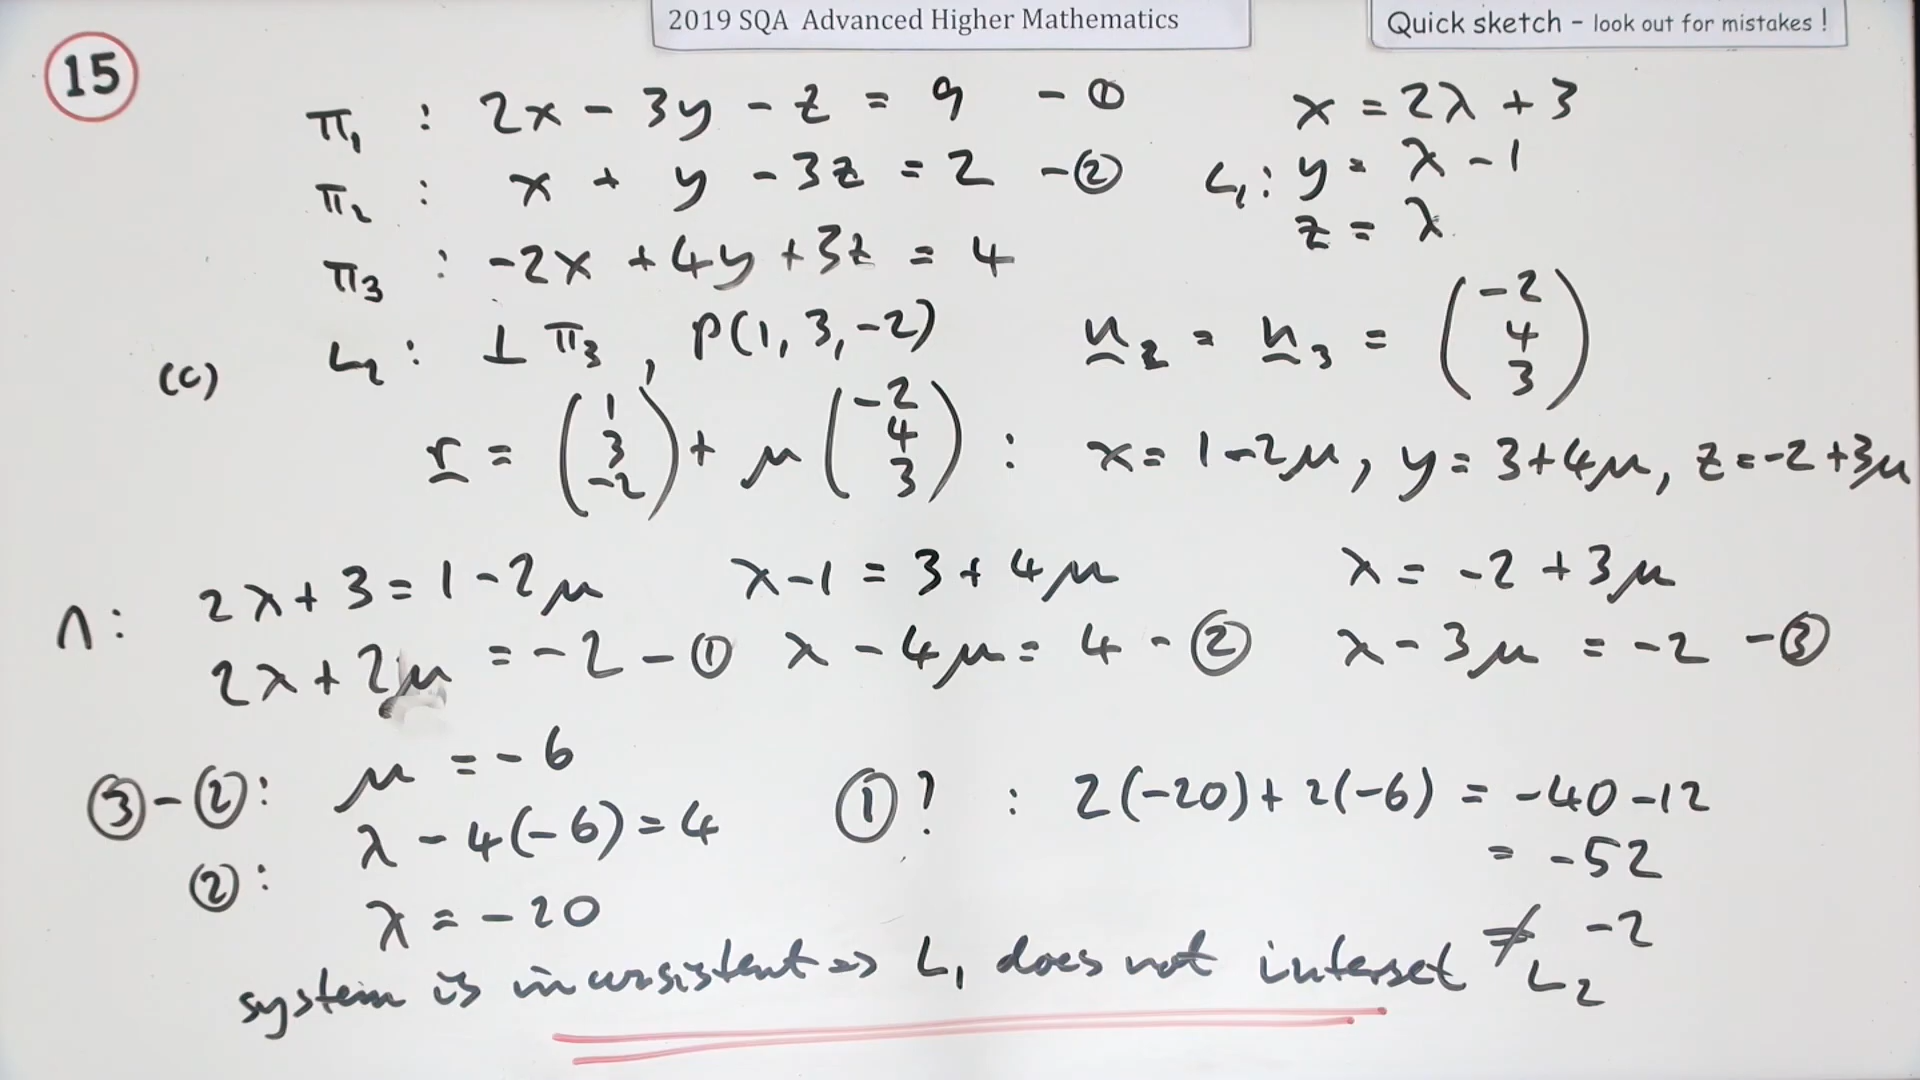 2019 SQA Advanced Higher Mathematics
Quick sketch - look out for mistakes !
15
π₁ : 2x - 3y - z = 9 - ①
π₂ : x + y - 3z = 2 - ②
π₃ : -2x + 4y + 3z = 4
x = 2λ + 3
L₁: y = λ - 1
z = λ
(c) L₂ : ⊥ π₃ , P(1, 3, -2) n₂ = n₃ = (-2 4 3)
r = (1 3 -2) + μ (-2 4 3) : x = 1-2μ, y = 3+4μ, z = -2+3μ
∩: 2λ + 3 = 1 - 2μ λ - 1 = 3 + 4μ λ = -2 + 3μ
2λ + 2μ = -2 - ① λ - 4μ = 4 - ② λ - 3μ = -2 - ③
③-②: μ = -6
②: λ - 4(-6) = 4
λ = -20
①? : 2(-20) + 2(-6) = -40 -12
= -52
≠ -2
system is inconsistent => L₁ does not interset L₂